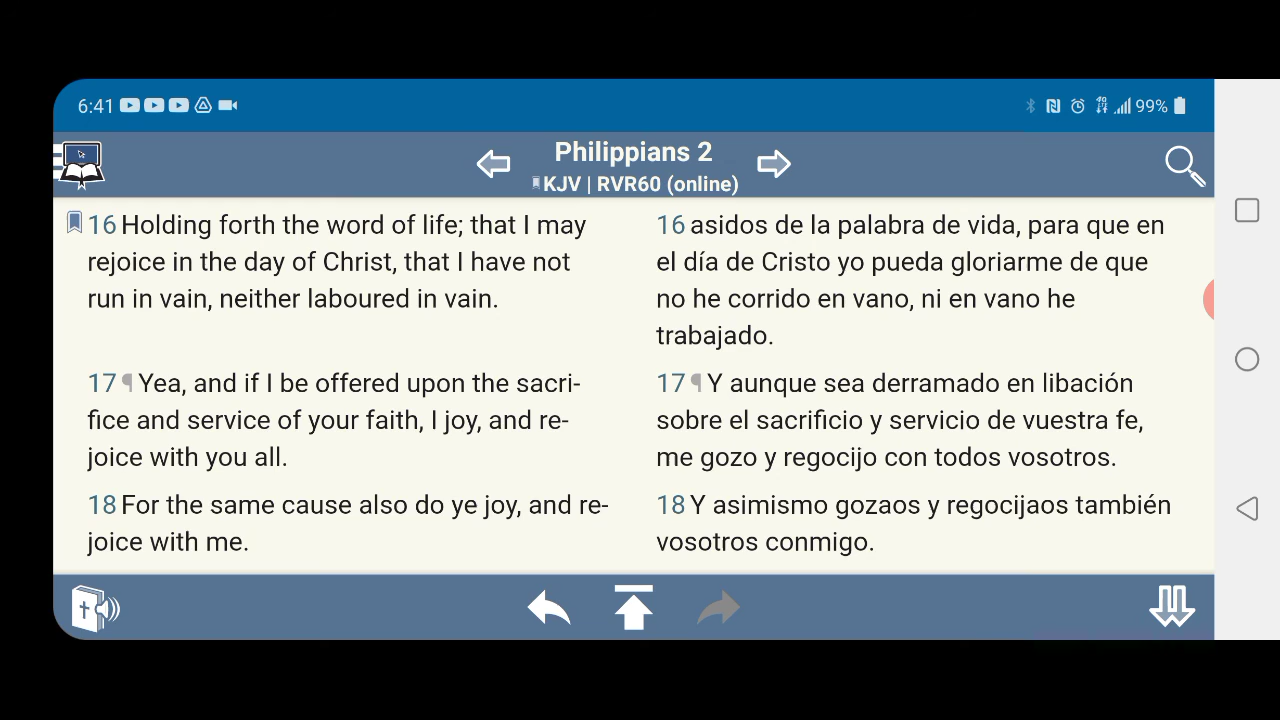 6:41
4G
99%
Philippians 2
KJV | RVR60 (online)
16 Holding forth the word of life; that I may
rejoice in the day of Christ, that I have not
run in vain, neither laboured in vain.
17 ¶ Yea, and if I be offered upon the sacri-
fice and service of your faith, I joy, and re-
joice with you all.
18 For the same cause also do ye joy, and re-
joice with me.
16 asidos de la palabra de vida, para que en
el día de Cristo yo pueda gloriarme de que
no he corrido en vano, ni en vano he
trabajado.
17 ¶ Y aunque sea derramado en libación
sobre el sacrificio y servicio de vuestra fe,
me gozo y regocijo con todos vosotros.
18 Y asimismo gozaos y regocijaos también
vosotros conmigo.